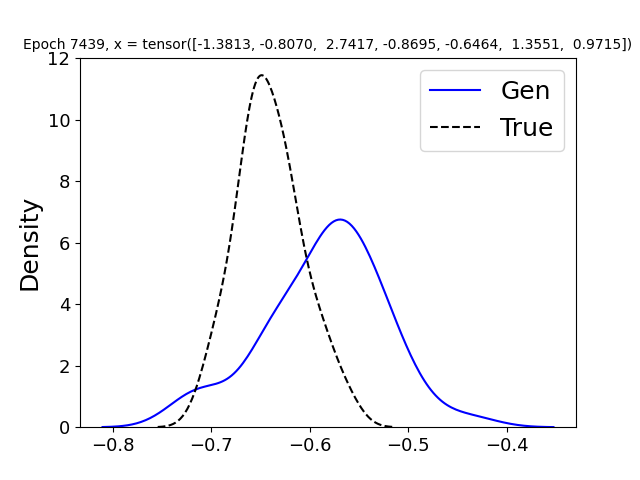 Epoch 7439, x = tensor([-1.3813, -0.8070,  2.7417, -0.8695, -0.6464,  1.3551,  0.9715])
12
10
8
6
4
2
0
Density
Gen
True
−0.8 −0.7 −0.6 −0.5 −0.4